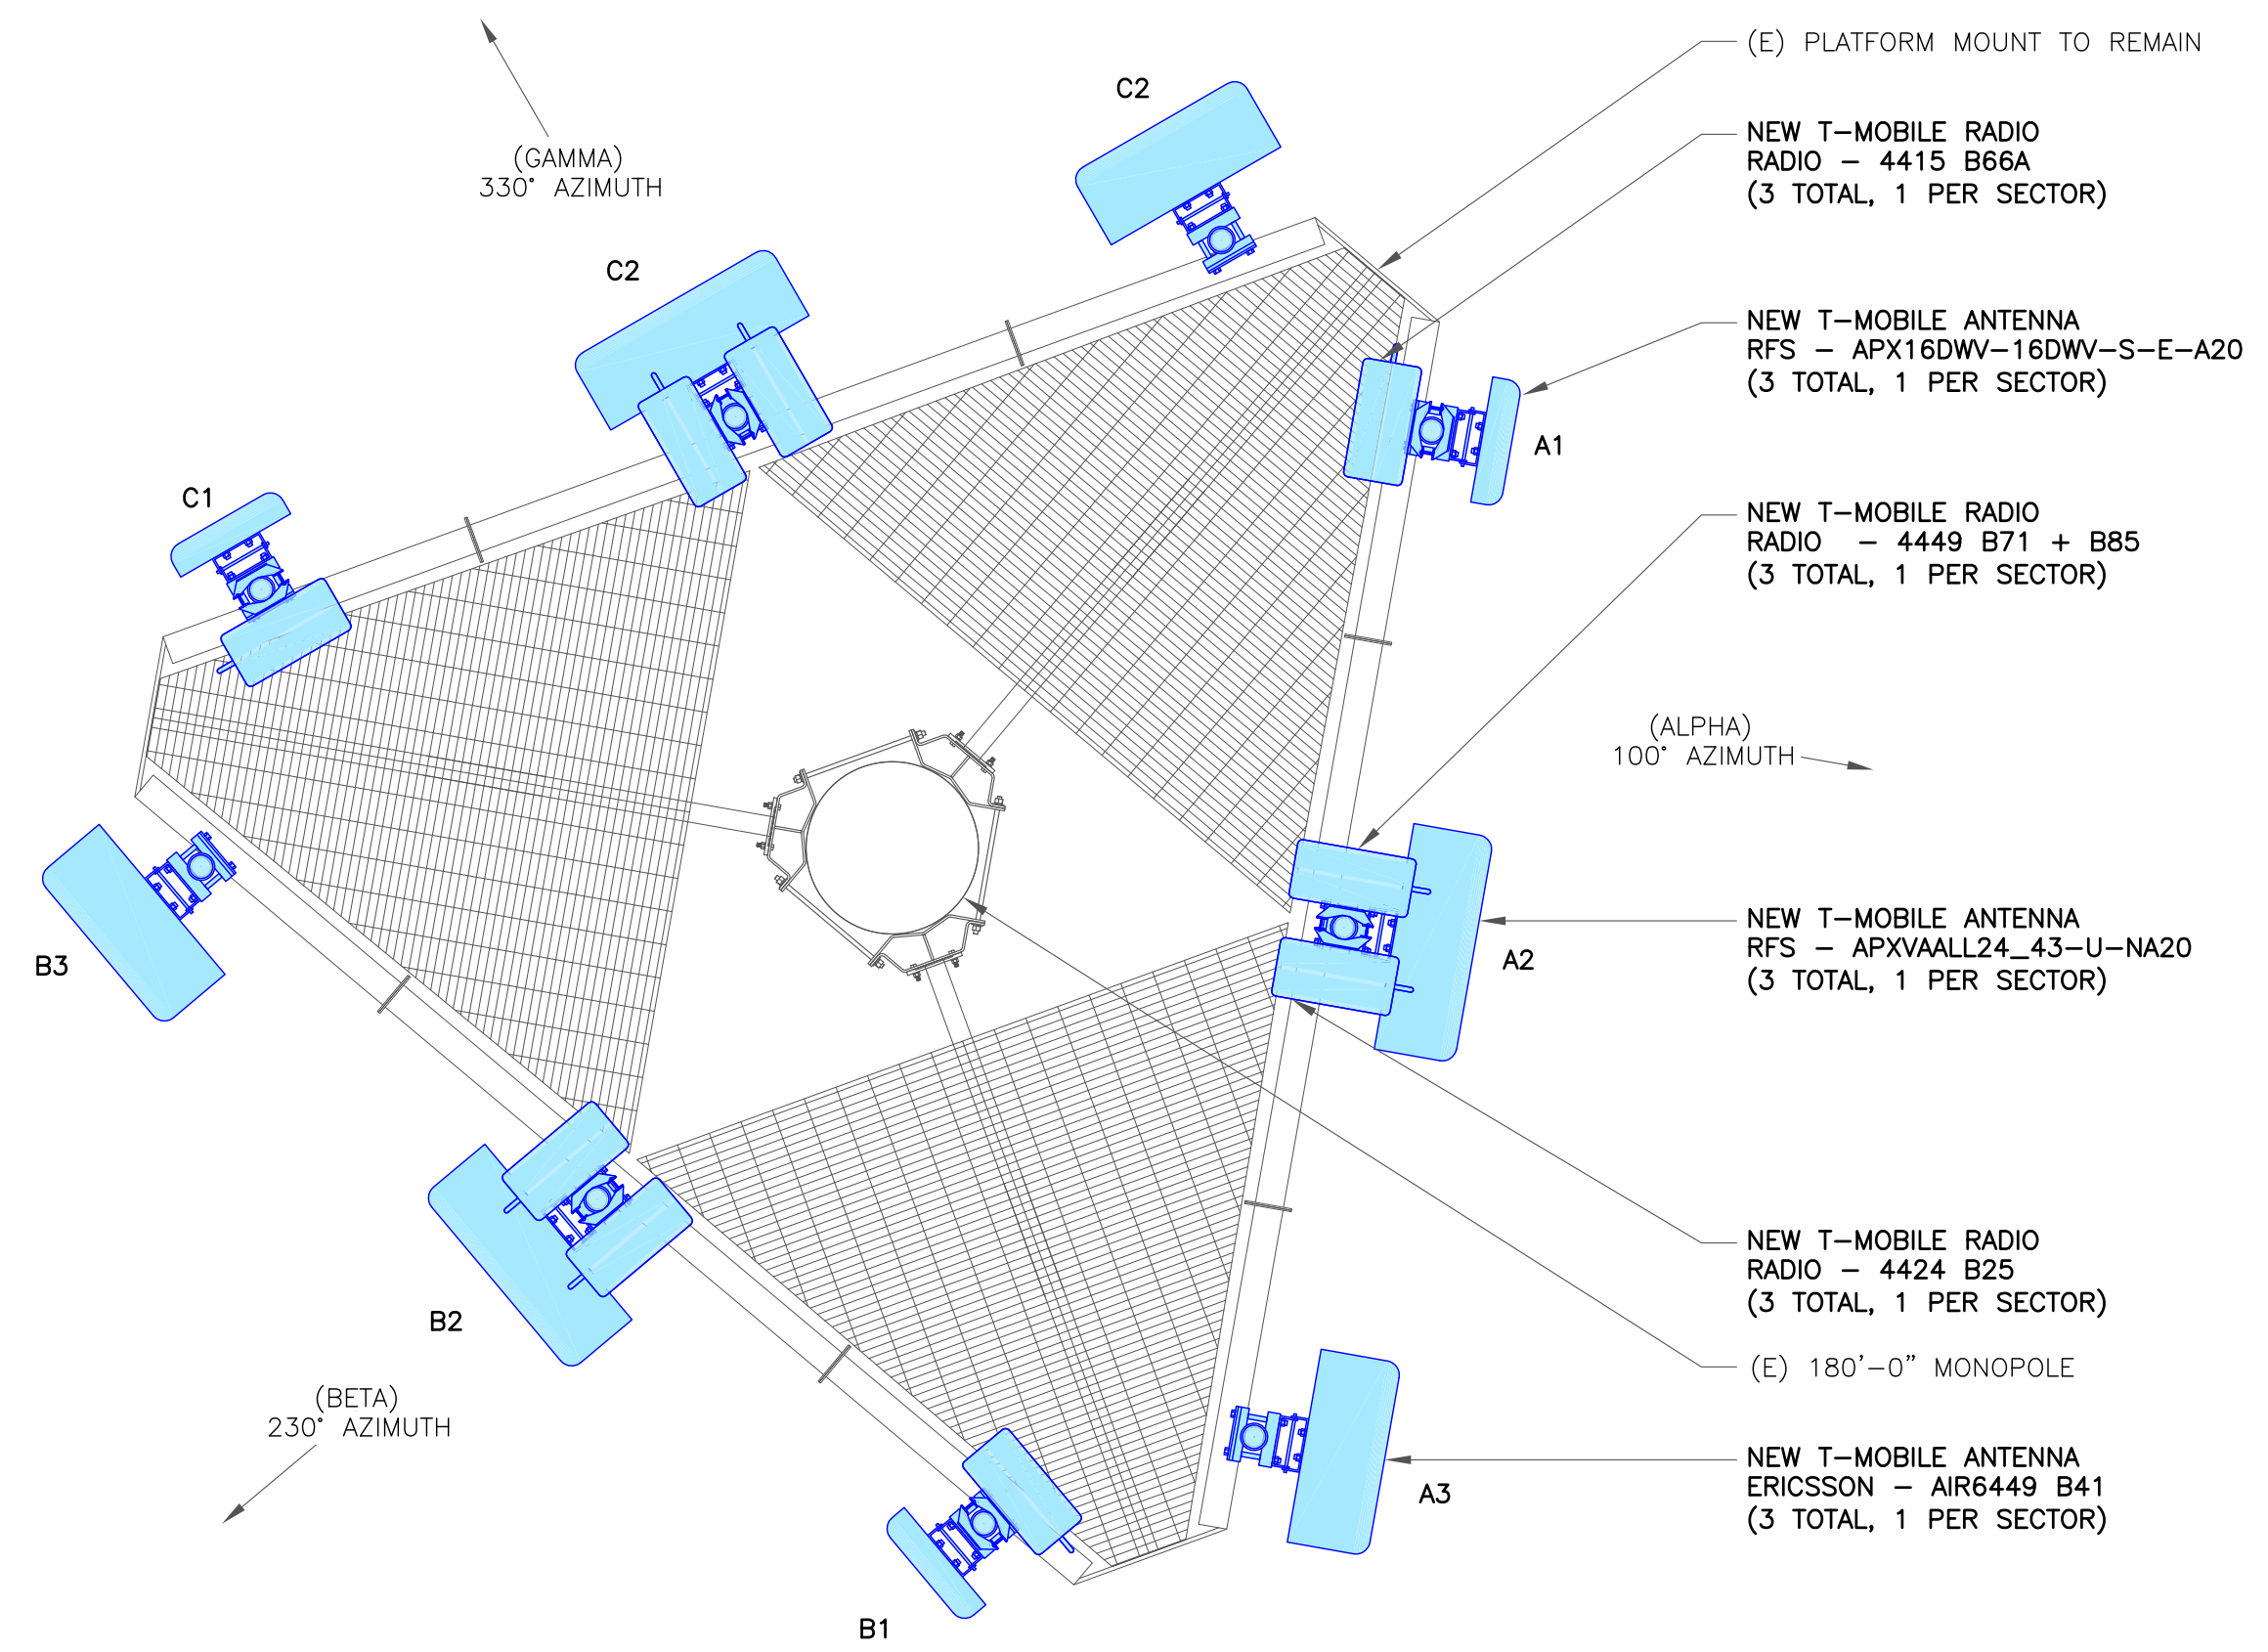 (E) PLATFORM MOUNT TO REMAIN
NEW T-MOBILE RADIO
RADIO - 4415 B66A
(3 TOTAL, 1 PER SECTOR)
NEW T-MOBILE ANTENNA
RFS - APX16DWV-16DWV-S-E-A20
(3 TOTAL, 1 PER SECTOR)
NEW T-MOBILE RADIO
RADIO - 4449 B71 + B85
(3 TOTAL, 1 PER SECTOR)
NEW T-MOBILE ANTENNA
RFS - APXVAALL24_43-U-NA20
(3 TOTAL, 1 PER SECTOR)
NEW T-MOBILE RADIO
RADIO - 4424 B25
(3 TOTAL, 1 PER SECTOR)
(E) 180'-0" MONOPOLE
NEW T-MOBILE ANTENNA
ERICSSON - AIR6449 B41
(3 TOTAL, 1 PER SECTOR)
(GAMMA)
330° AZIMUTH
(ALPHA)
100° AZIMUTH
(BETA)
230° AZIMUTH
C2
C2
C1
A1
A2
A3
B3
B2
B1